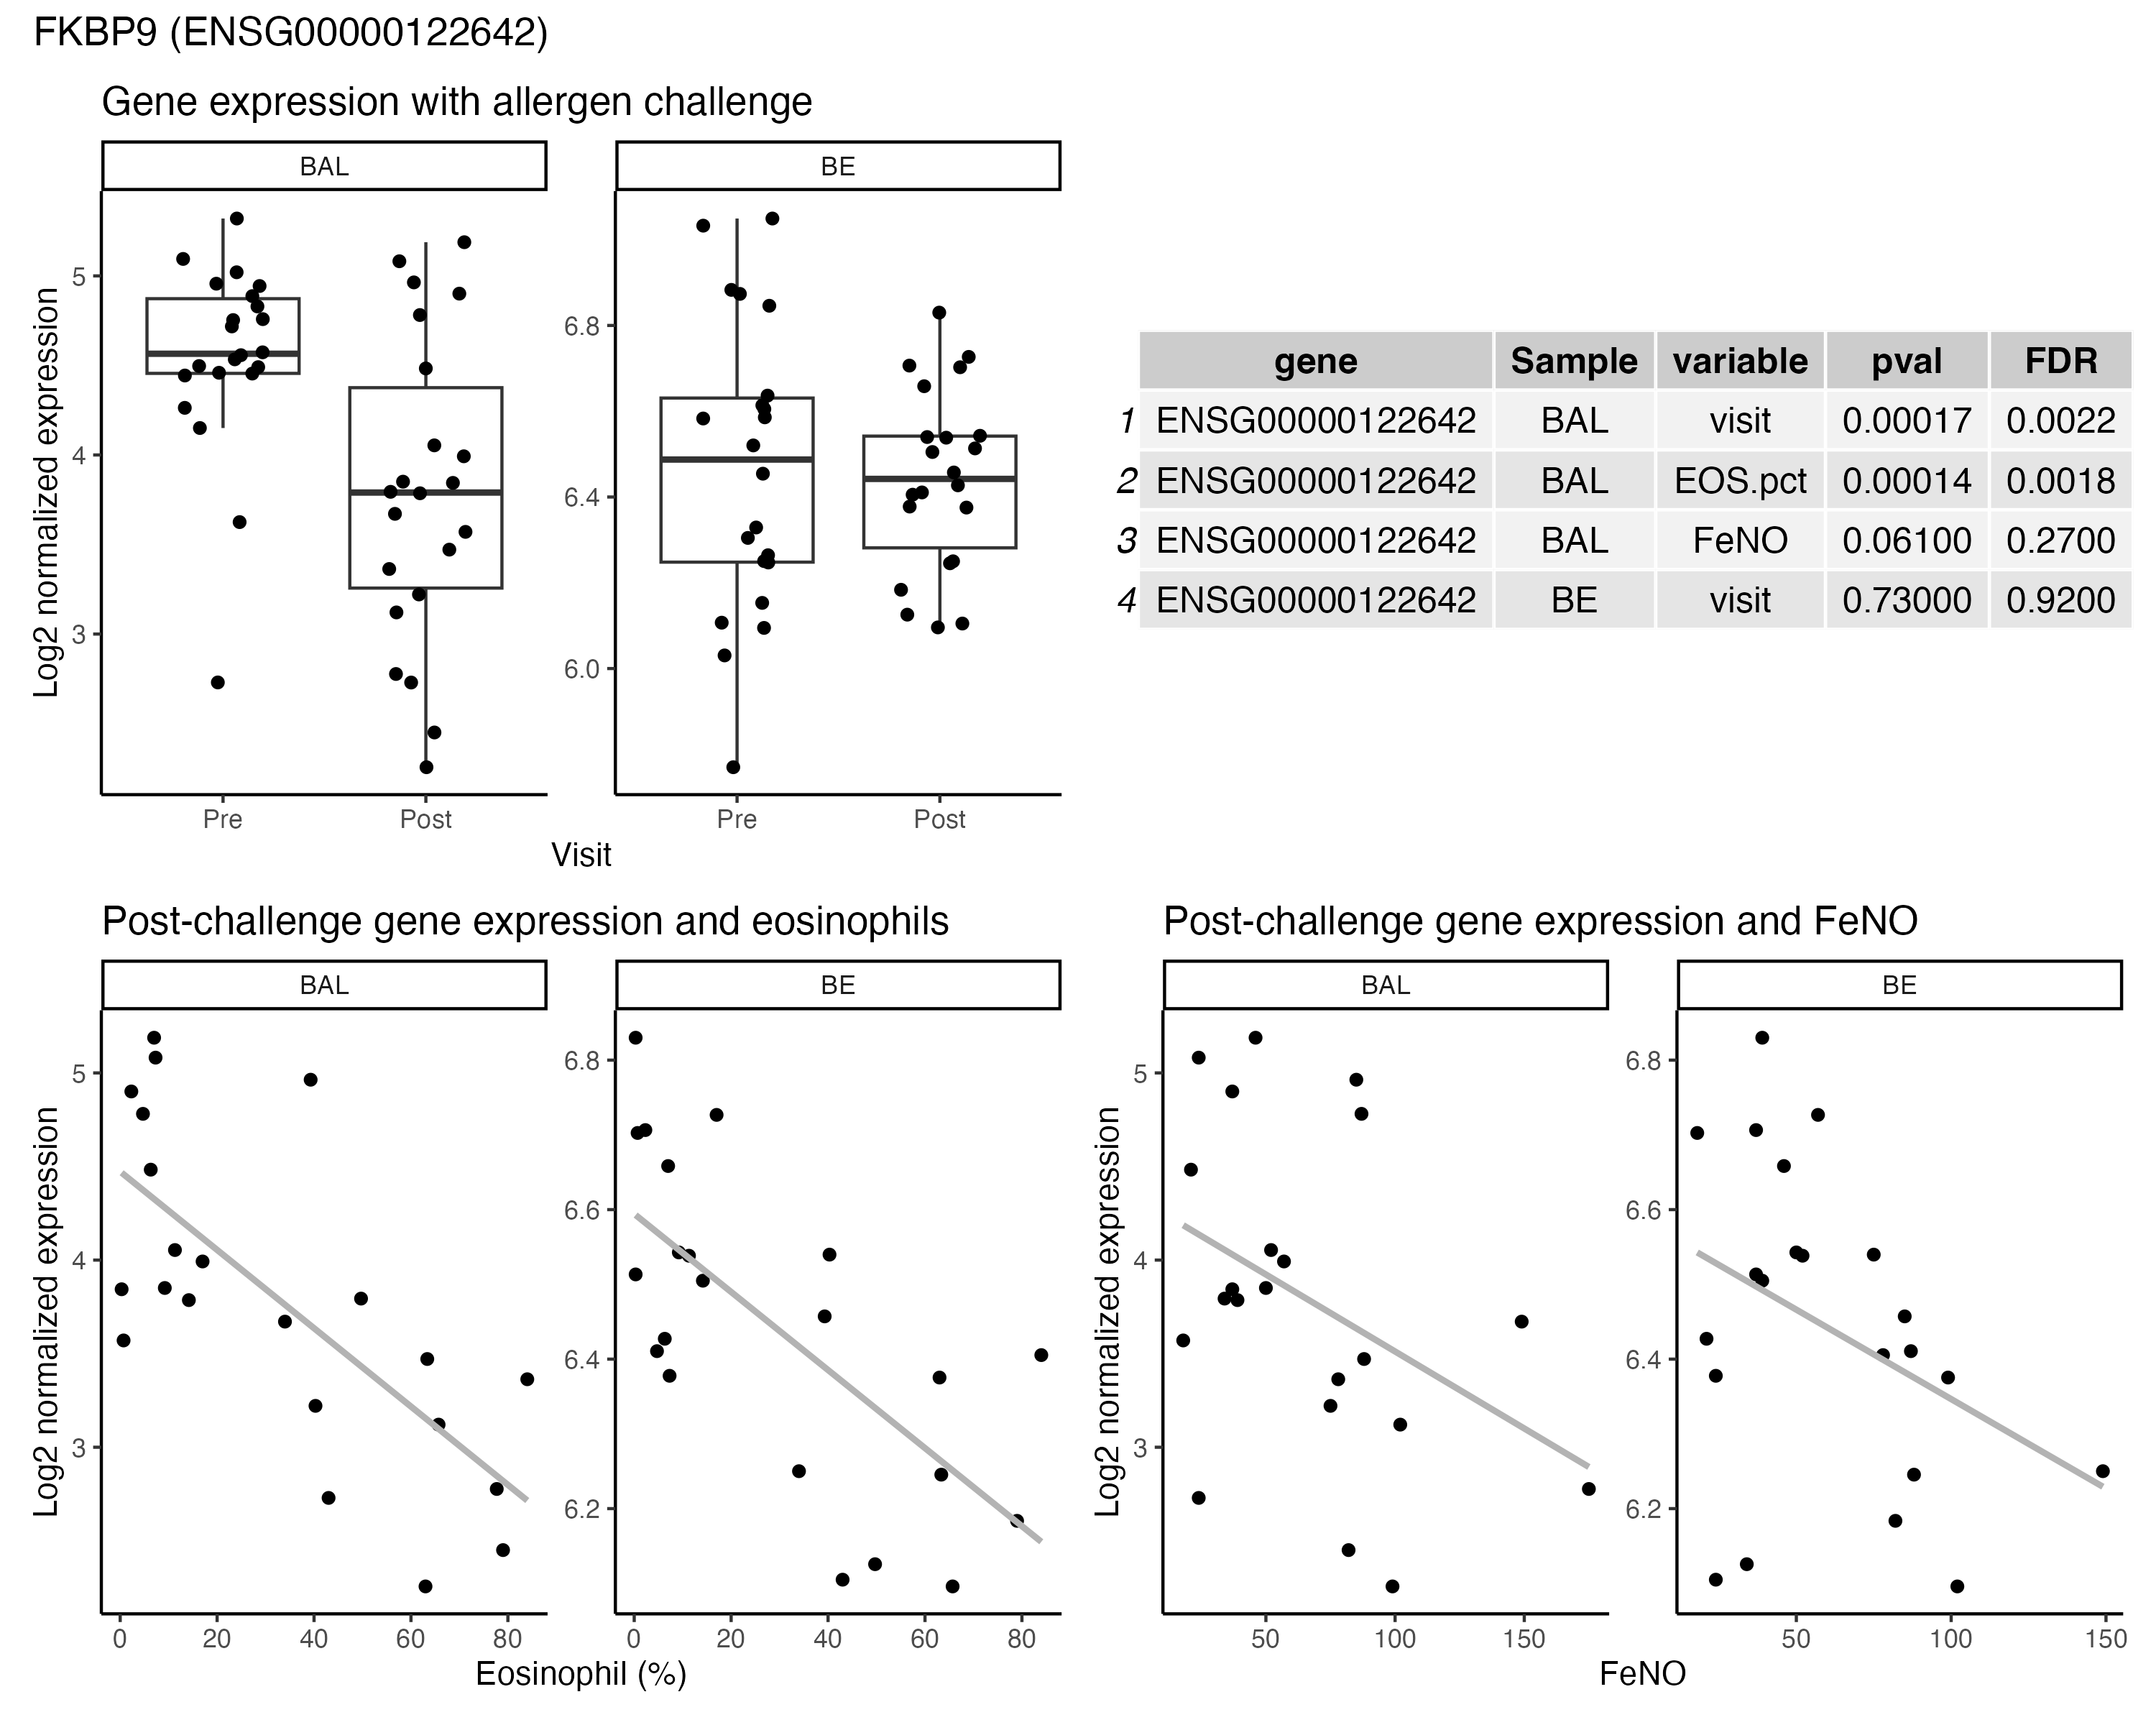 FKBP9 (ENSG00000122642)
Gene expression with allergen challenge
BAL
BE
Log2 normalized expression
5
4
3
6.8
6.4
6.0
Pre
Post
Pre
Post
Visit
gene Sample variable pval FDR
1 ENSG00000122642 BAL visit 0.00017 0.0022
2 ENSG00000122642 BAL EOS.pct 0.00014 0.0018
3 ENSG00000122642 BAL FeNO 0.06100 0.2700
4 ENSG00000122642 BE visit 0.73000 0.9200
Post-challenge gene expression and eosinophils
BAL
BE
Log2 normalized expression
5
4
3
6.8
6.6
6.4
6.2
0 20 40 60 80
0 20 40 60 80
Eosinophil (%)
Post-challenge gene expression and FeNO
BAL
BE
Log2 normalized expression
5
4
3
6.8
6.6
6.4
6.2
50 100 150
50 100 150
FeNO